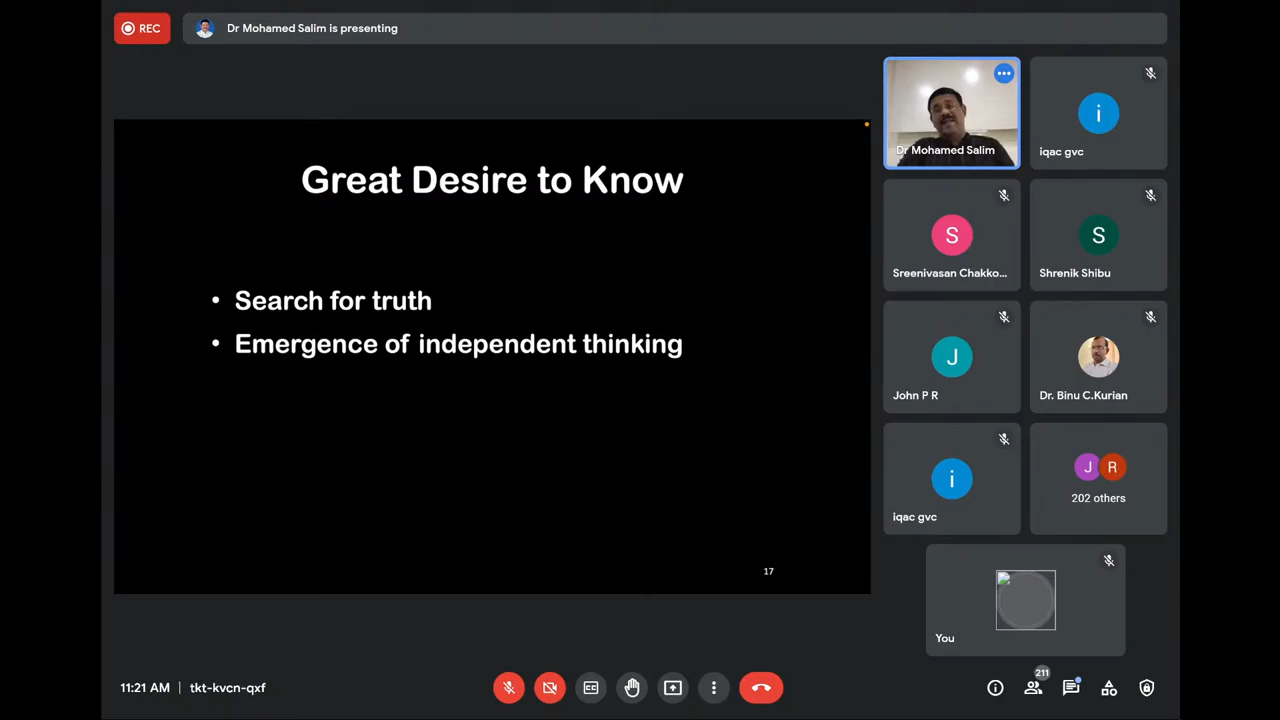 REC
Dr Mohamed Salim is presenting
Great Desire to Know
• Search for truth
• Emergence of independent thinking
17
Dr Mohamed Salim
i
iqac gvc
S
Sreenivasan Chakko...
S
Shrenik Shibu
J
John P R
Dr. Binu C.Kurian
i
iqac gvc
J R
202 others
You
11:21 AM | tkt-kvcn-qxf
CC
211